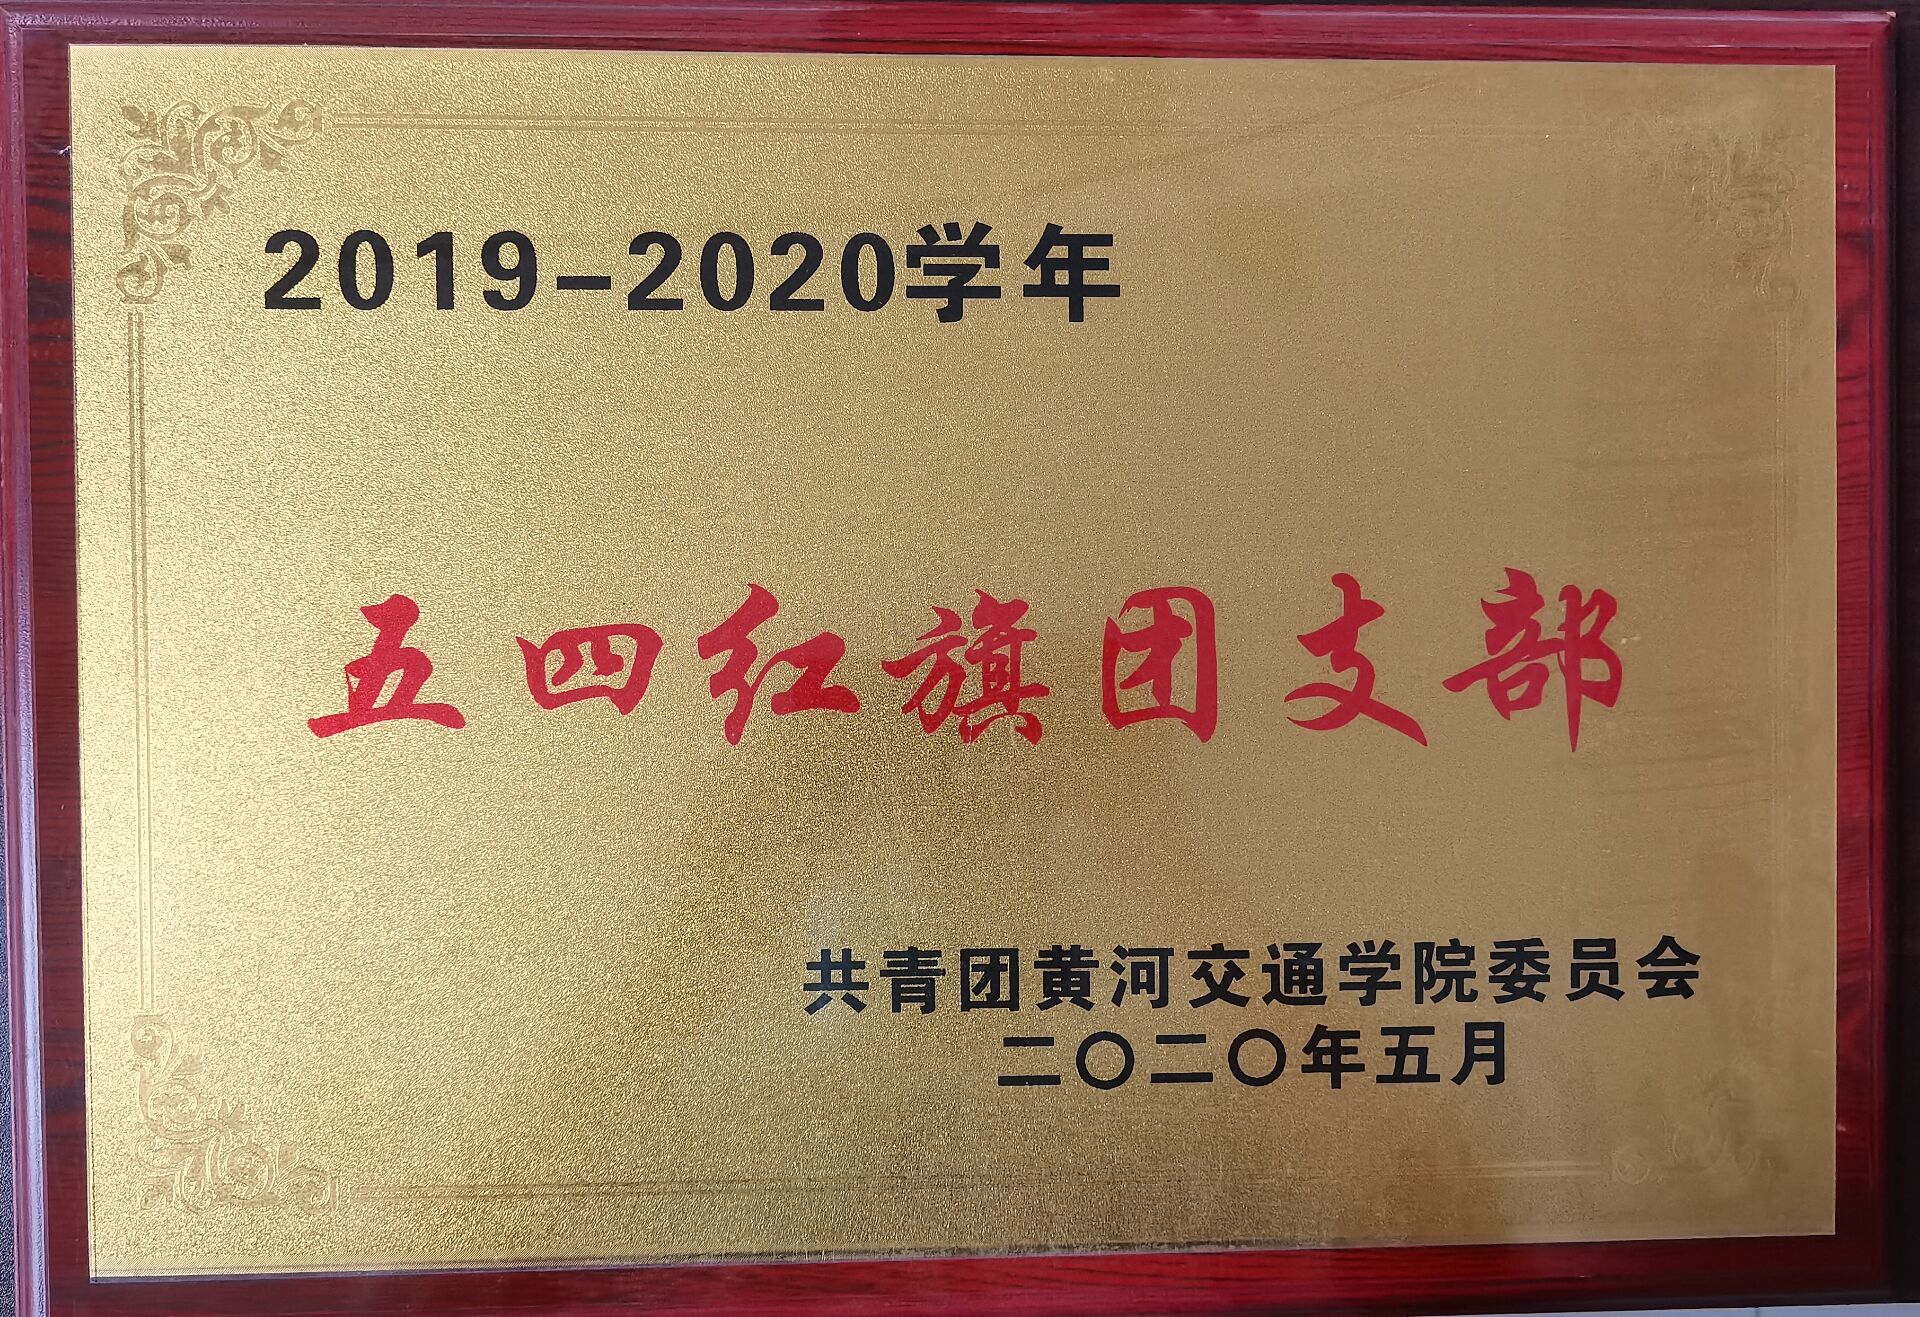 2019-2020学年
五四红旗团支部
共青团黄河交通学院委员会
二〇二〇年五月